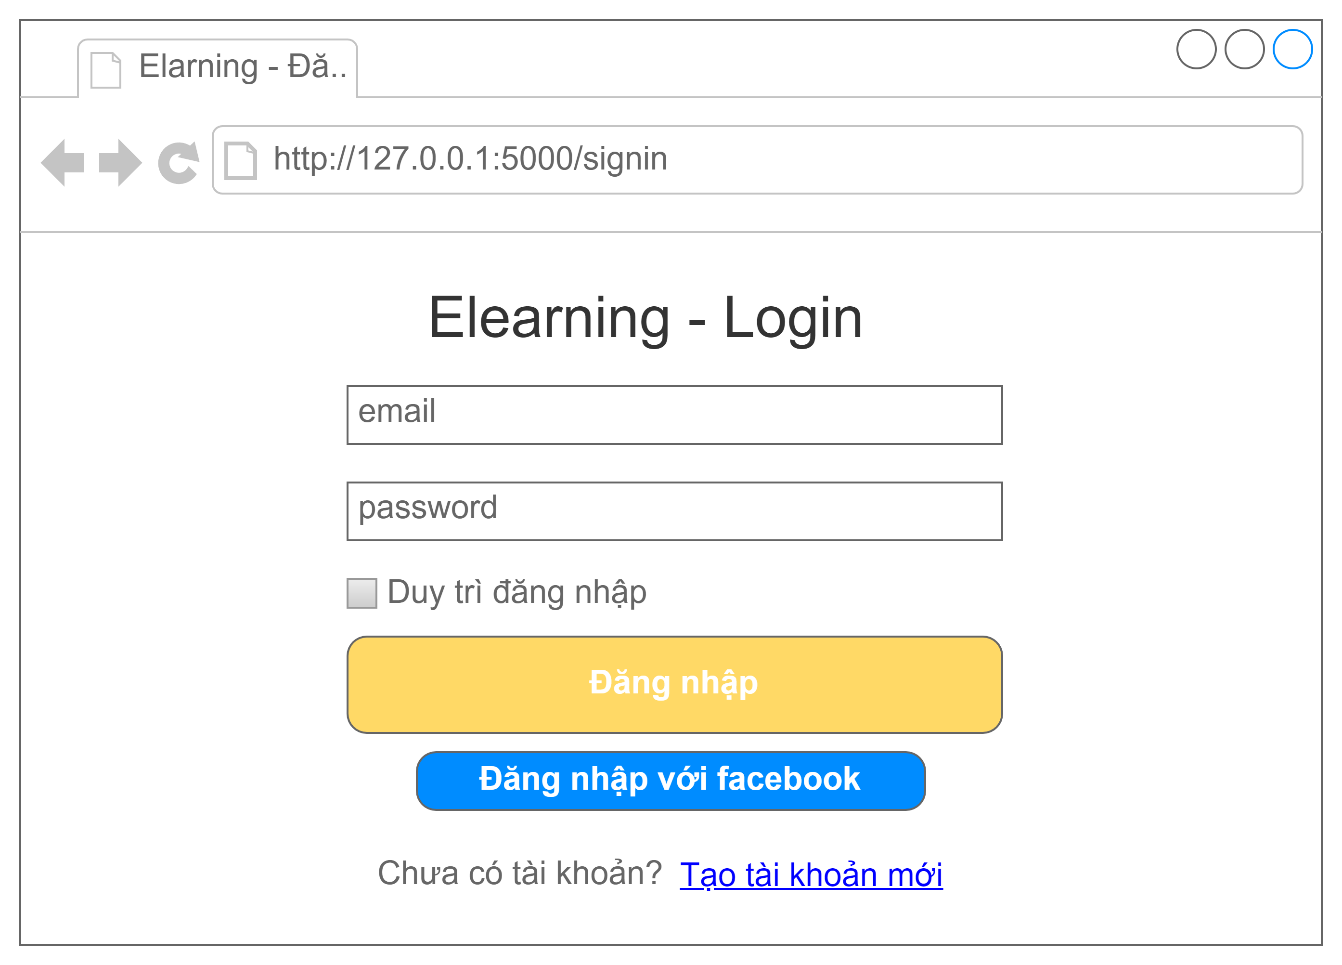 Elarning - Đă..
http://127.0.0.1:5000/signin
Elearning - Login
email
password
Duy trì đăng nhập
Đăng nhập
Đăng nhập với facebook
Chưa có tài khoản? Tạo tài khoản mới